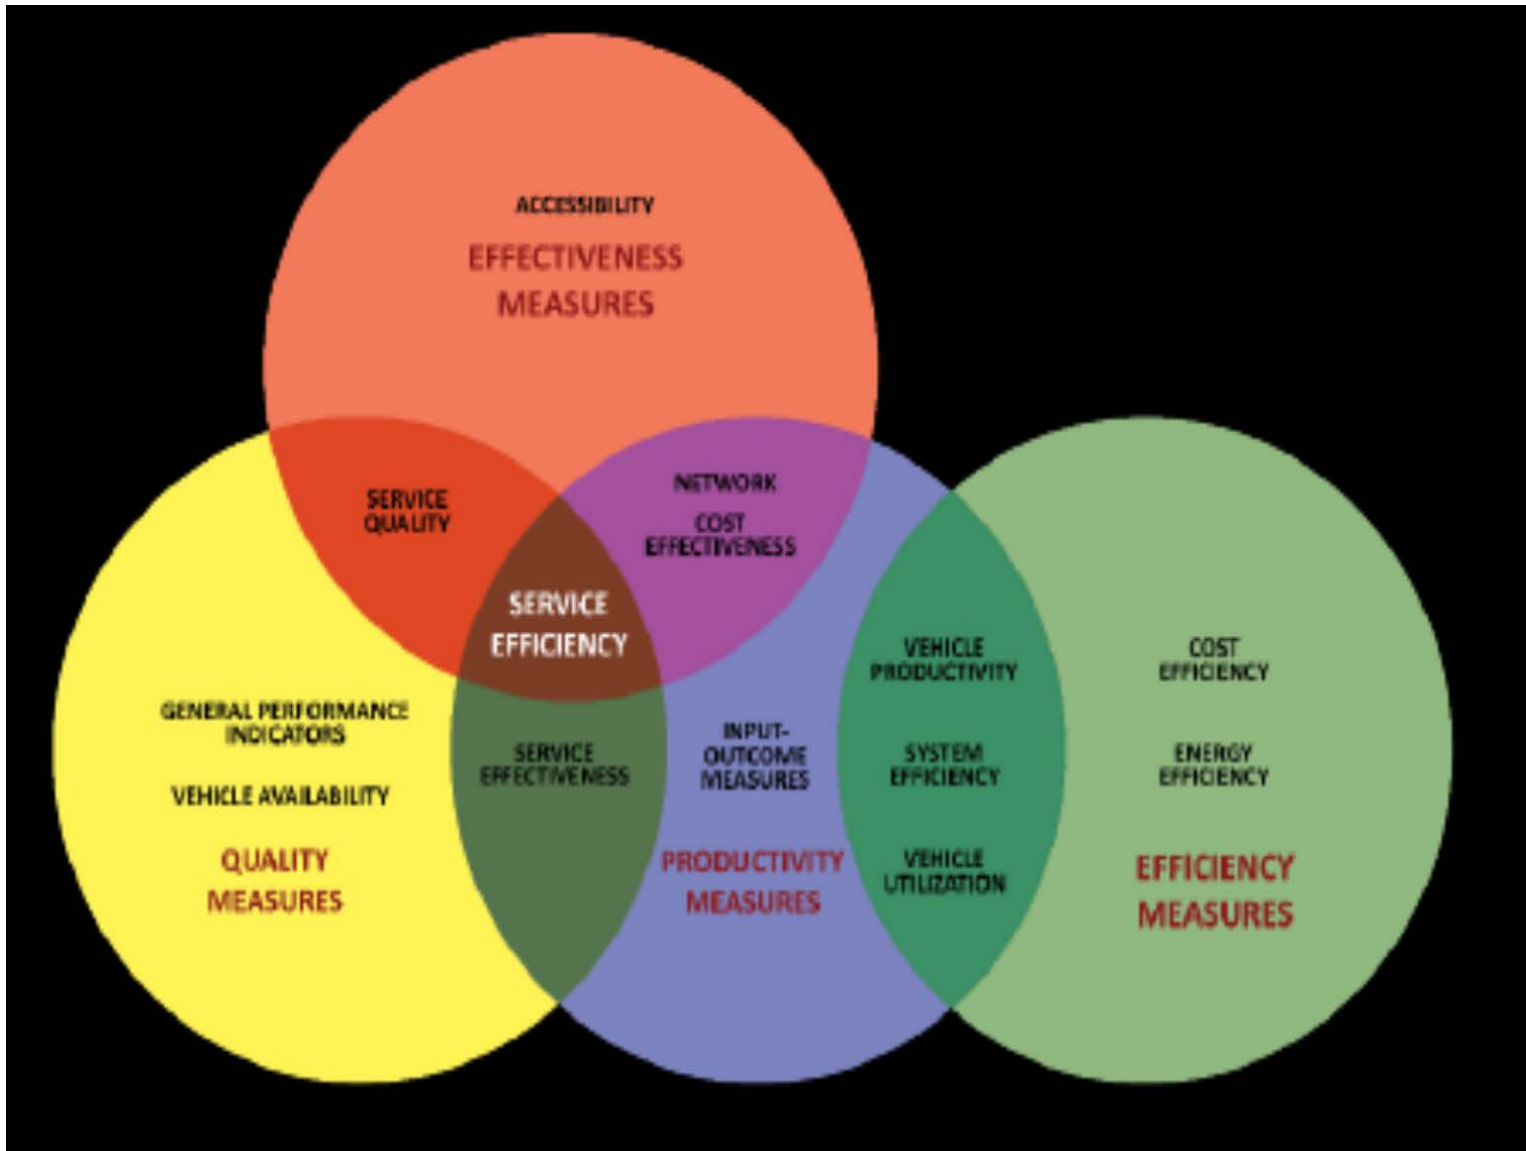 ACCESSIBILITY
EFFECTIVENESS
MEASURES
SERVICE
QUALITY
NETWORK
COST
EFFECTIVENESS
SERVICE
EFFICIENCY
GENERAL PERFORMANCE
INDICATORS
VEHICLE AVAILABILITY
QUALITY
MEASURES
SERVICE
EFFECTIVENESS
INPUT-
OUTCOME
MEASURES
PRODUCTIVITY
MEASURES
VEHICLE
PRODUCTIVITY
SYSTEM
EFFICIENCY
VEHICLE
UTILIZATION
COST
EFFICIENCY
ENERGY
EFFICIENCY
EFFICIENCY
MEASURES